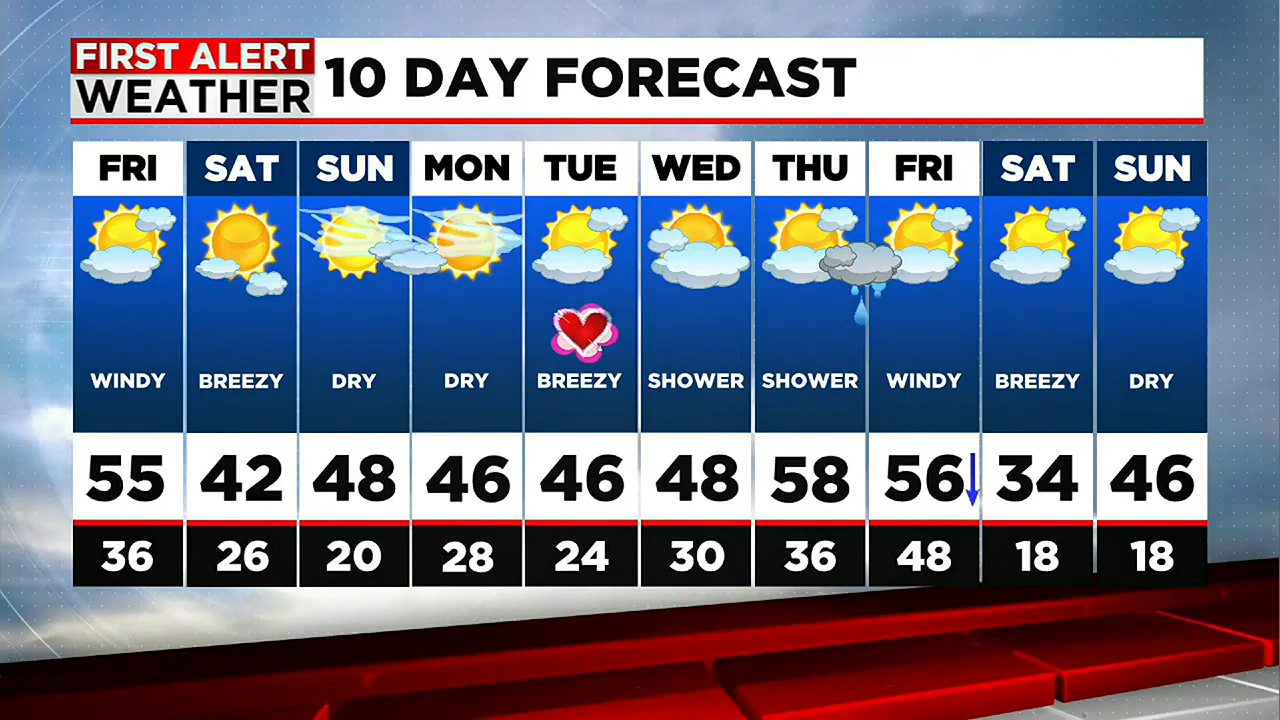 FIRST ALERT
WEATHER
10 DAY FORECAST
FRI SAT SUN MON TUE WED THU FRI SAT SUN
WINDY BREEZY DRY DRY BREEZY SHOWER SHOWER WINDY BREEZY DRY
55 42 48 46 46 48 58 56 34 46
36 26 20 28 24 30 36 48 18 18